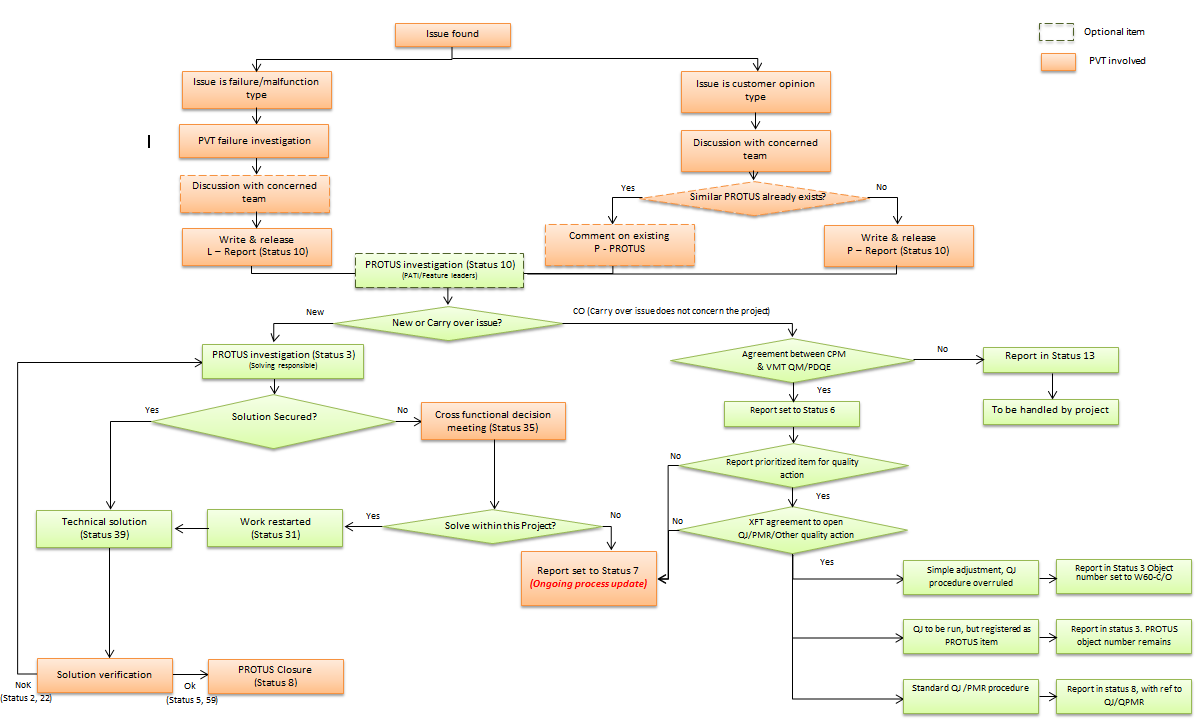 Issue found
Optional item
PVT involved
Issue is failure/malfunction
type
Issue is customer opinion
type
PVT failure investigation
Discussion with concerned
team
Discussion with concerned
team
Similar PROTUS already exists?
Yes
No
Write & release
L – Report (Status 10)
Comment on existing
P - PROTUS
Write & release
P – Report (Status 10)
PROTUS investigation (Status 10)
(PATI/Feature leaders)
New or Carry over issue?
New
CO (Carry over issue does not concern the project)
PROTUS investigation (Status 3)
(Solving responsible)
Agreement between CPM
& VMT QM/PDQE
No
Report in Status 13
To be handled by project
Yes
Report set to Status 6
Solution Secured?
Yes
No
Cross functional decision
meeting (Status 35)
Report prioritized item for quality
action
No
Yes
Technical solution
(Status 39)
Work restarted
(Status 31)
Yes
Solve within this Project?
No
XFT agreement to open
QJ/PMR/Other quality action
No
Yes
Report set to Status 7
(Ongoing process update)
Simple adjustment, QJ
procedure overruled
Report in Status 3 Object
number set to W60-C/O
QJ to be run, but registered as
PROTUS item
Report in status 3. PROTUS
object number remains
Standard QJ /PMR procedure
Report in status 8, with ref to
QJ/QPMR
Solution verification
PROTUS Closure
(Status 8)
NoK
(Status 2, 22)
Ok
(Status 5, 59)